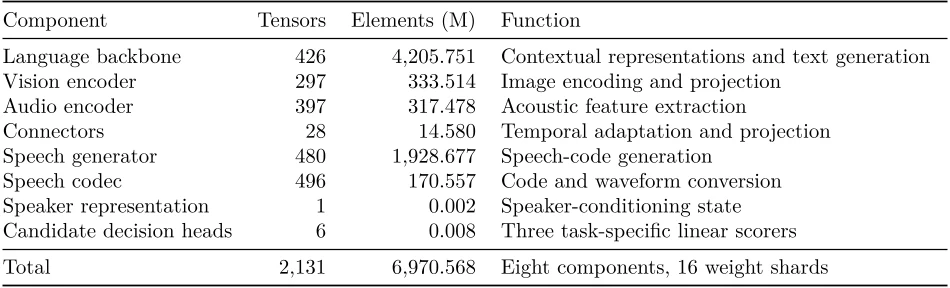 Component Tensors Elements (M) Function
Language backbone 426 4,205.751 Contextual representations and text generation
Vision encoder 297 333.514 Image encoding and projection
Audio encoder 397 317.478 Acoustic feature extraction
Connectors 28 14.580 Temporal adaptation and projection
Speech generator 480 1,928.677 Speech-code generation
Speech codec 496 170.557 Code and waveform conversion
Speaker representation 1 0.002 Speaker-conditioning state
Candidate decision heads 6 0.008 Three task-specific linear scorers
Total 2,131 6,970.568 Eight components, 16 weight shards